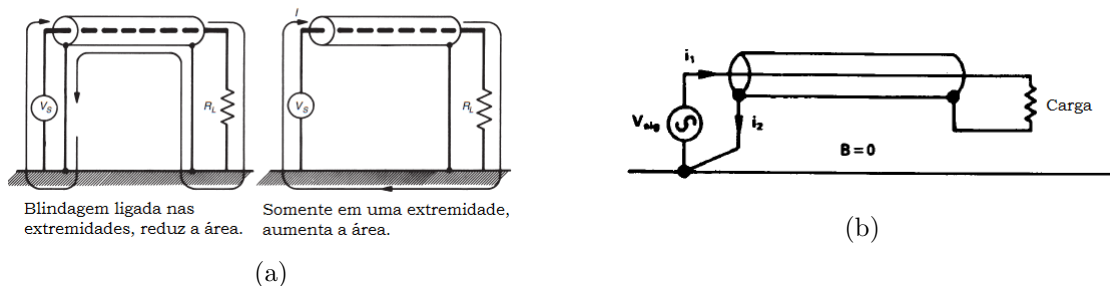 I
V_S
R_L
Blindagem ligada nas
extremidades, reduz a área.
V_S
R_L
Somente em uma extremidade,
aumenta a área.
(a)
i₁
V_sig
i₂
B = 0
Carga
(b)